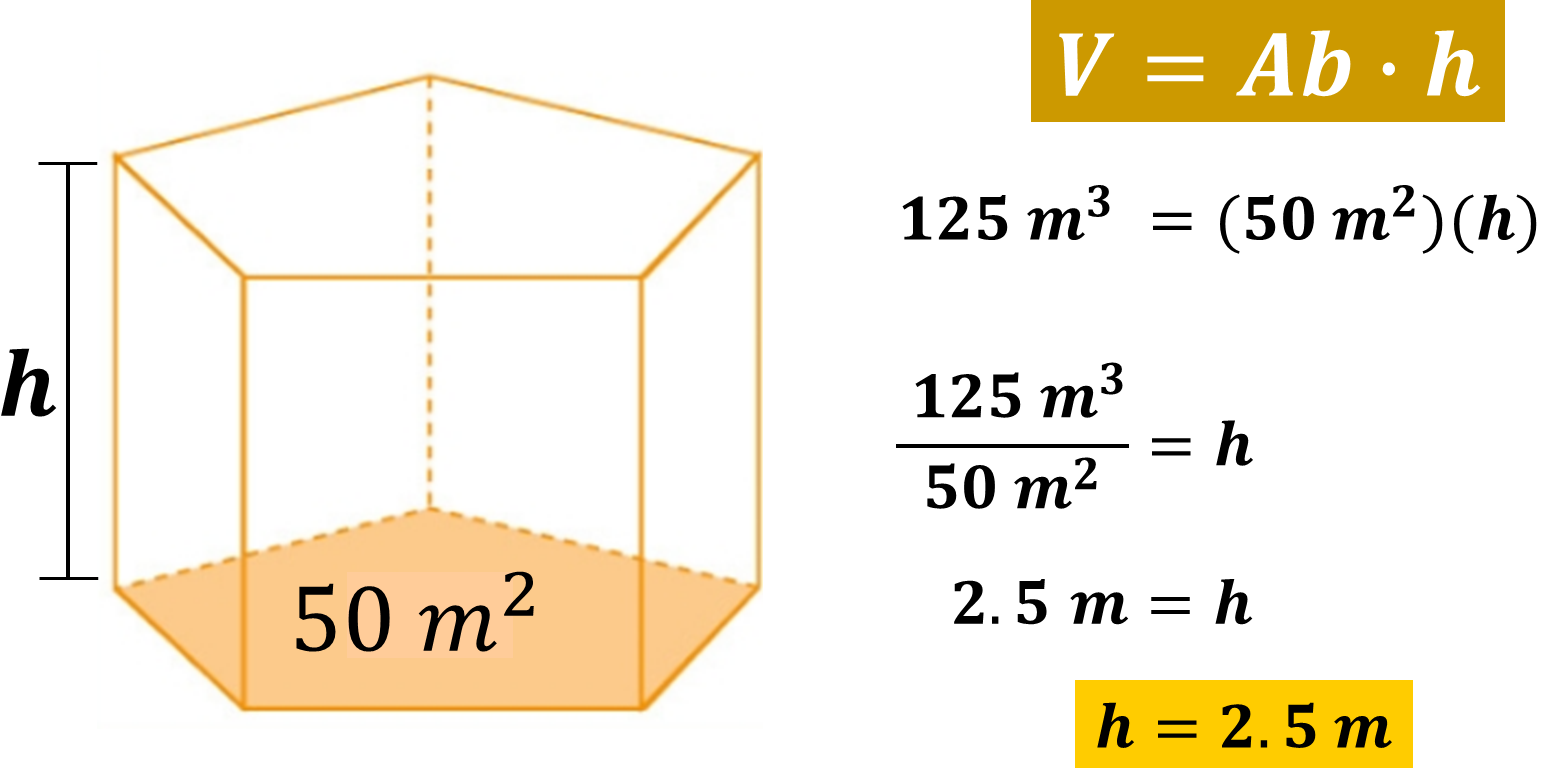 V = Ab · h
125 m³ = (50 m²)(h)
125 m³
50 m²
= h
2.5 m = h
h = 2.5 m
h
50 m²